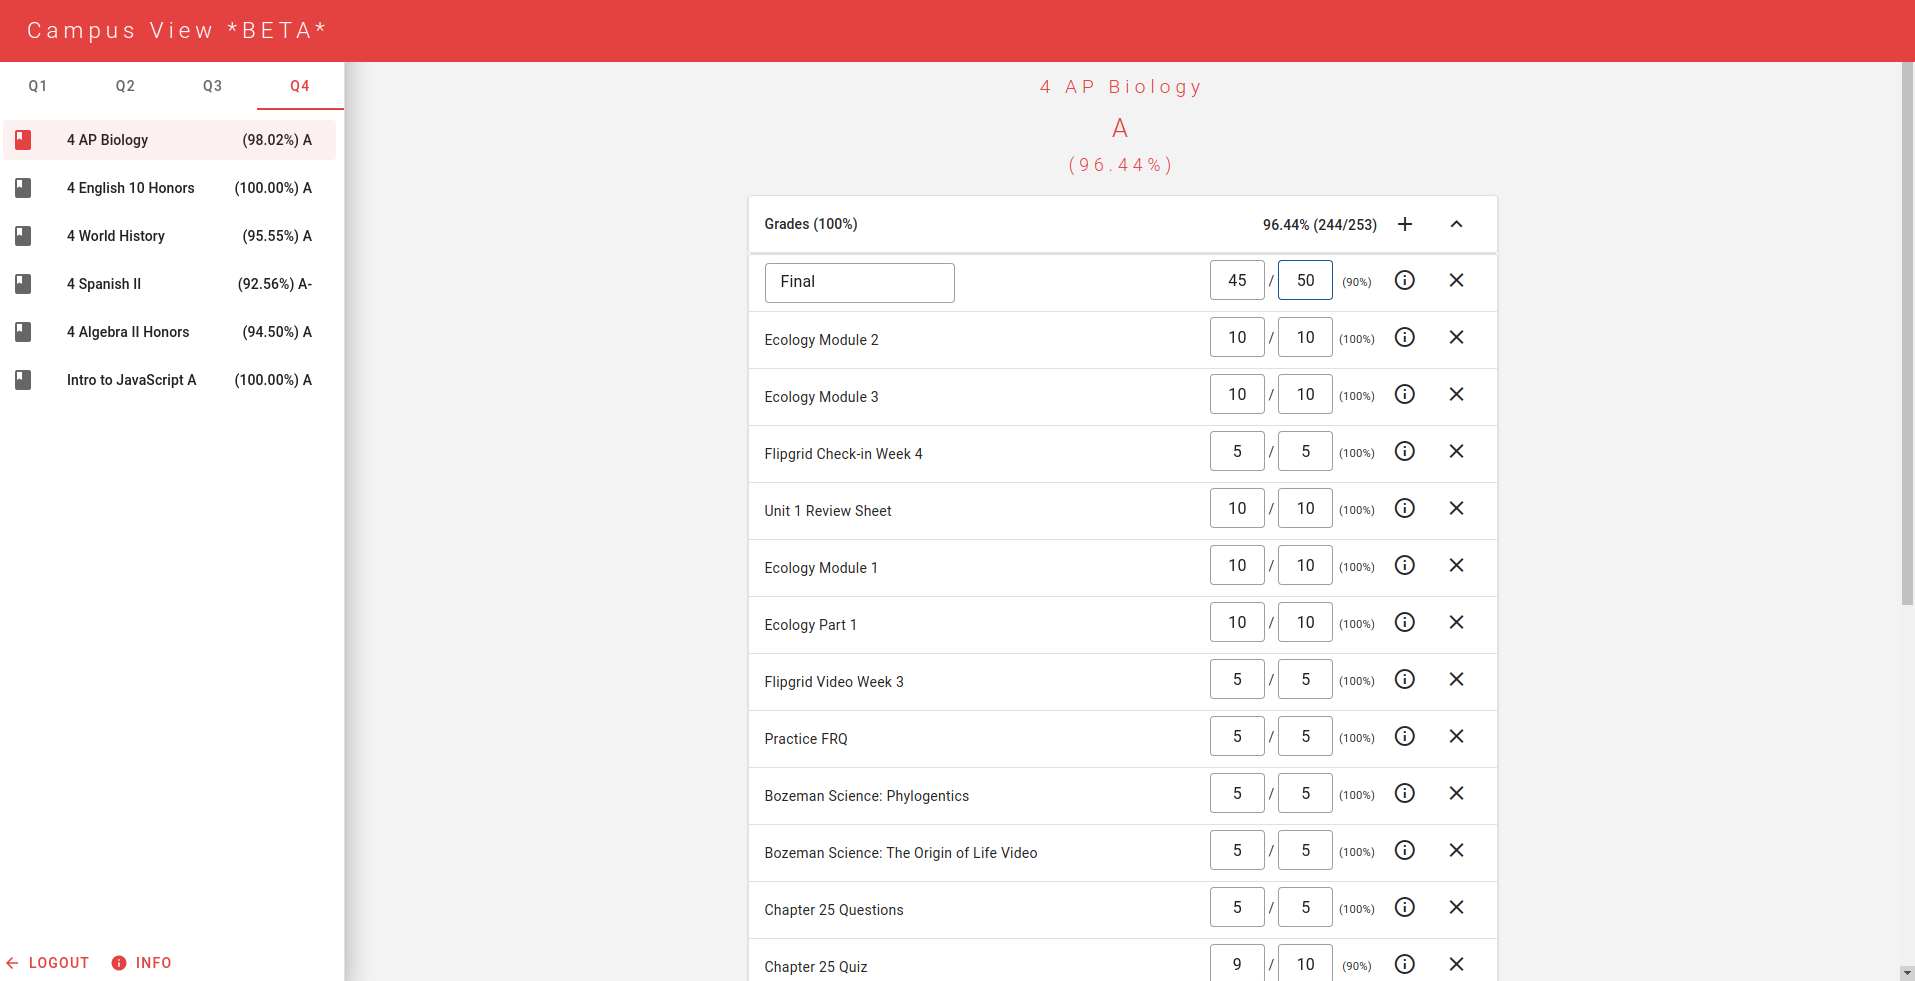 Campus View *BETA*
Q1 Q2 Q3 Q4
4 AP Biology (98.02%) A
4 English 10 Honors (100.00%) A
4 World History (95.55%) A
4 Spanish II (92.56%) A-
4 Algebra II Honors (94.50%) A
Intro to JavaScript A (100.00%) A
LOGOUT INFO
4 AP Biology
A
(96.44%)
Grades (100%) 96.44% (244/253)
Final 45 / 50 (90%)
Ecology Module 2 10 / 10 (100%)
Ecology Module 3 10 / 10 (100%)
Flipgrid Check-in Week 4 5 / 5 (100%)
Unit 1 Review Sheet 10 / 10 (100%)
Ecology Module 1 10 / 10 (100%)
Ecology Part 1 10 / 10 (100%)
Flipgrid Video Week 3 5 / 5 (100%)
Practice FRQ 5 / 5 (100%)
Bozeman Science: Phylogentics 5 / 5 (100%)
Bozeman Science: The Origin of Life Video 5 / 5 (100%)
Chapter 25 Questions 5 / 5 (100%)
Chapter 25 Quiz 9 / 10 (90%)